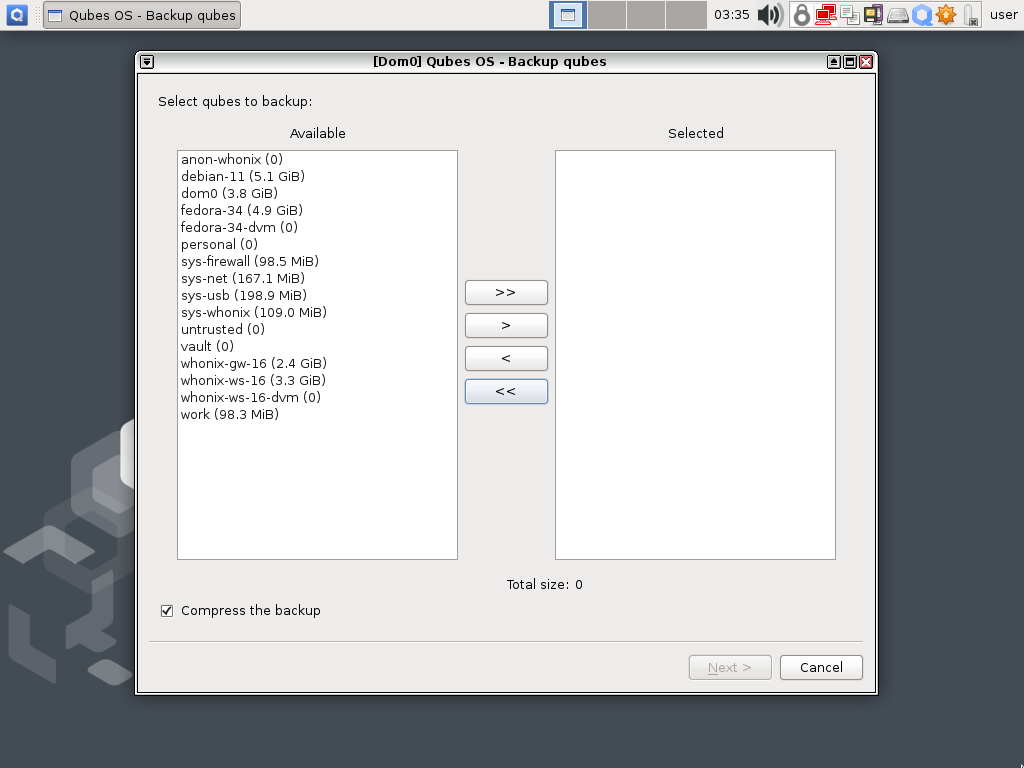 Qubes OS - Backup qubes
03:35
user
[Dom0] Qubes OS - Backup qubes
Select qubes to backup:
Available
Selected
anon-whonix (0)
debian-11 (5.1 GiB)
dom0 (3.8 GiB)
fedora-34 (4.9 GiB)
fedora-34-dvm (0)
personal (0)
sys-firewall (98.5 MiB)
sys-net (167.1 MiB)
sys-usb (198.9 MiB)
sys-whonix (109.0 MiB)
untrusted (0)
vault (0)
whonix-gw-16 (2.4 GiB)
whonix-ws-16 (3.3 GiB)
whonix-ws-16-dvm (0)
work (98.3 MiB)
>>
>
<
<<
Total size: 0
Compress the backup
Next >
Cancel